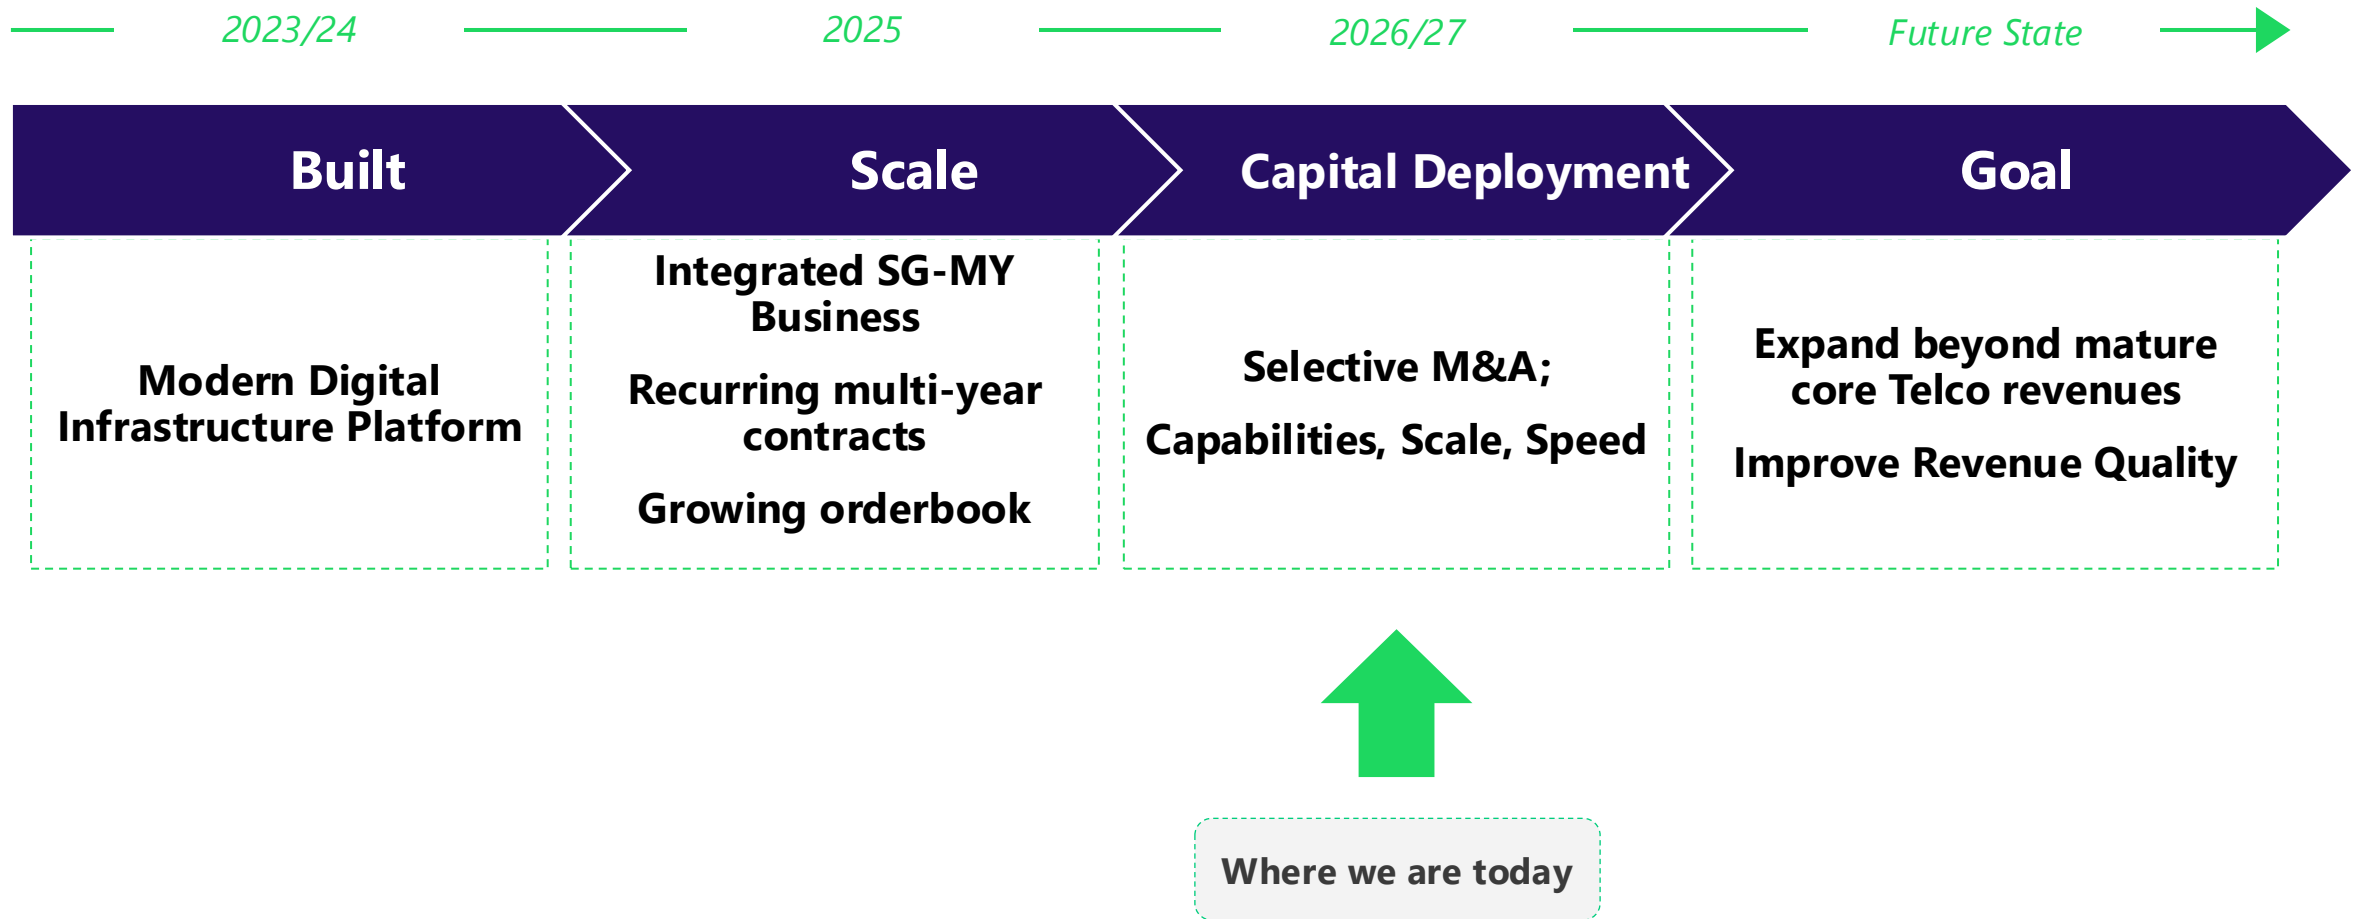 2023/24
2025
2026/27
Future State
Built
Scale
Capital Deployment
Goal
Modern Digital
Infrastructure Platform
Integrated SG-MY
Business
Recurring multi-year
contracts
Growing orderbook
Selective M&A;
Capabilities, Scale, Speed
Expand beyond mature
core Telco revenues
Improve Revenue Quality
Where we are today